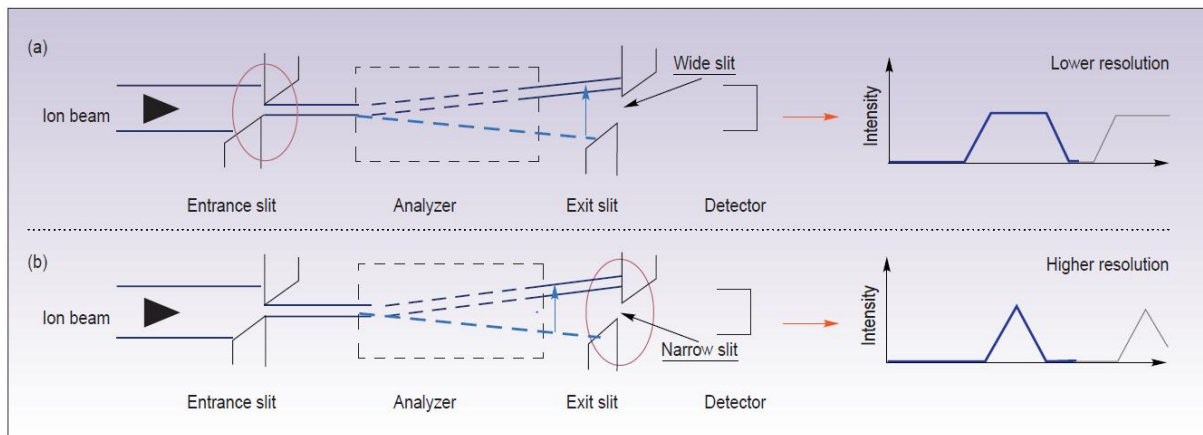 (a)
Wide slit
Lower resolution
Ion beam
Intensity
Entrance slit
Analyzer
Exit slit
Detector
(b)
Higher resolution
Ion beam
Intensity
Narrow slit
Entrance slit
Analyzer
Exit slit
Detector